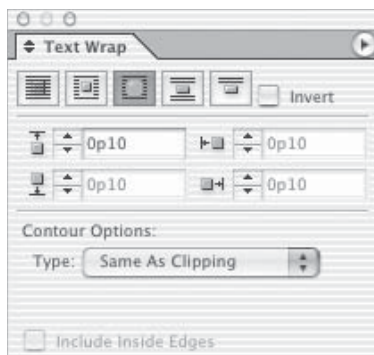 Text Wrap
Invert
0p10 0p10
0p10 0p10
Contour Options:
Type: Same As Clipping
Include Inside Edges